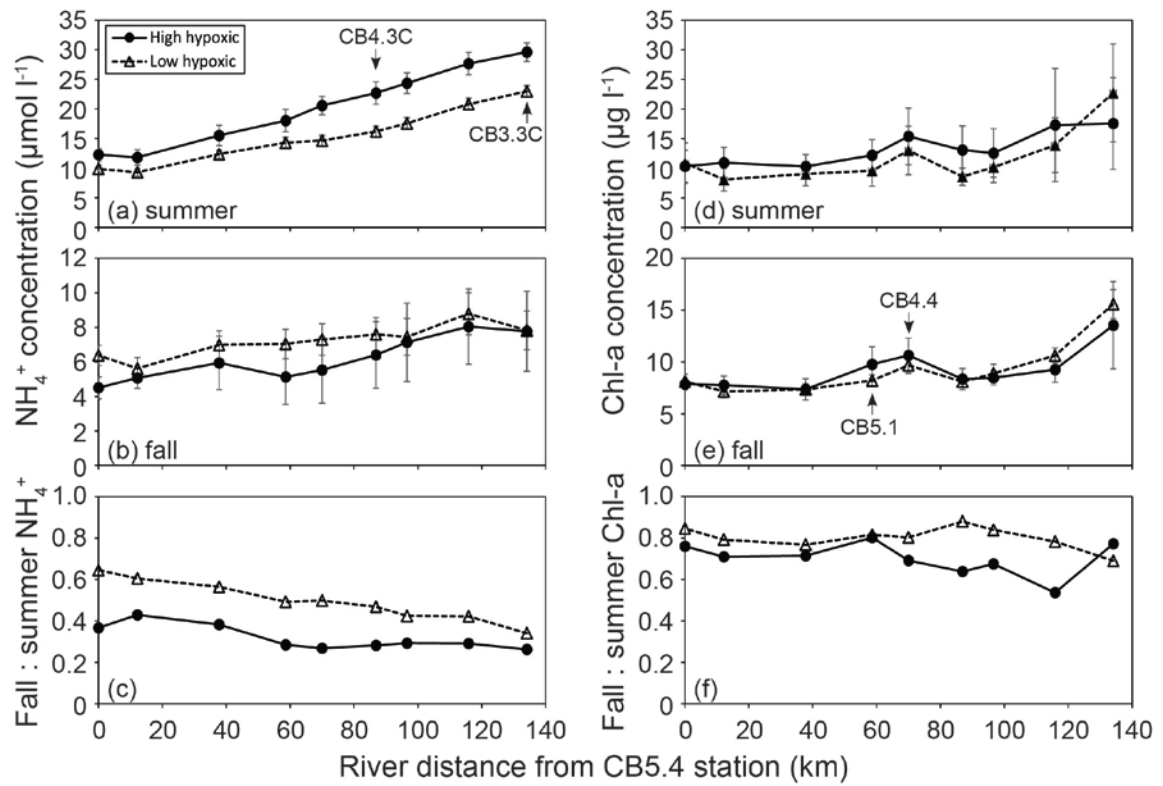 NH₄⁺ concentration (µmol l⁻¹)
35
30
25
20
15
10
5
0
High hypoxic
Low hypoxic
CB4.3C
CB3.3C
(a) summer
12
10
8
6
4
2
0
(b) fall
Fall : summer NH₄⁺
1.0
0.8
0.6
0.4
0.2
0
(c)
0 20 40 60 80 100 120 140
Chl-a concentration (µg l⁻¹)
35
30
25
20
15
10
5
0
(d) summer
20
15
10
5
0
CB4.4
CB5.1
(e) fall
Fall : summer Chl-a
1.0
0.8
0.6
0.4
0.2
0
(f)
0 20 40 60 80 100 120 140
River distance from CB5.4 station (km)